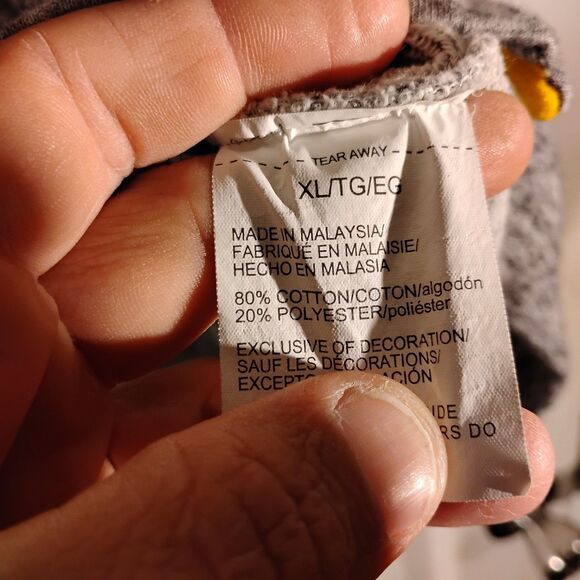 TEAR AWAY
XL/TG/EG
MADE IN MALAYSIA/
FABRIQUÉ EN MALAISIE/
HECHO EN MALASIA
80% COTTON/COTON/algodón
20% POLYESTER/poliéster
EXCLUSIVE OF DECORATION/
SAUF LES DÉCORATIONS/
DO